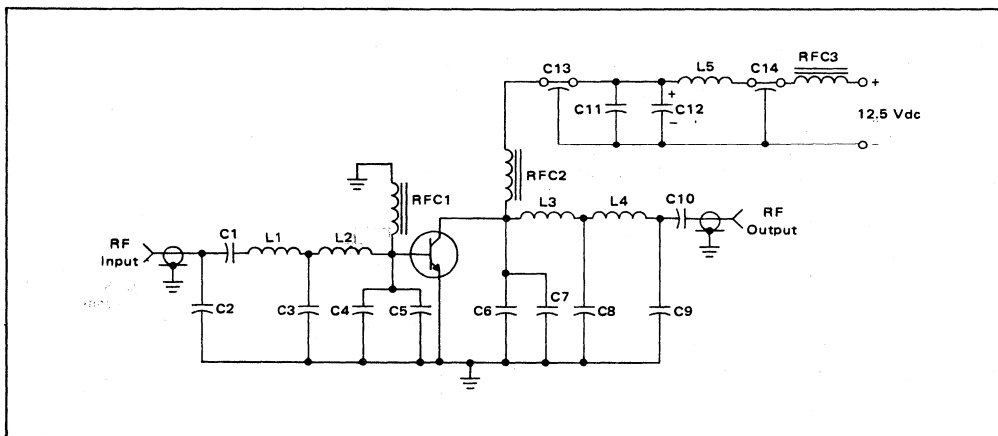 RFC3
C13
L5
C14
+
C11
+
−
C12
12.5 Vdc
−
RFC1
RFC2
L3
L4
C10
RF
Output
RF
Input
C1
L1
L2
C2
C3
C4
C5
C6
C7
C8
C9